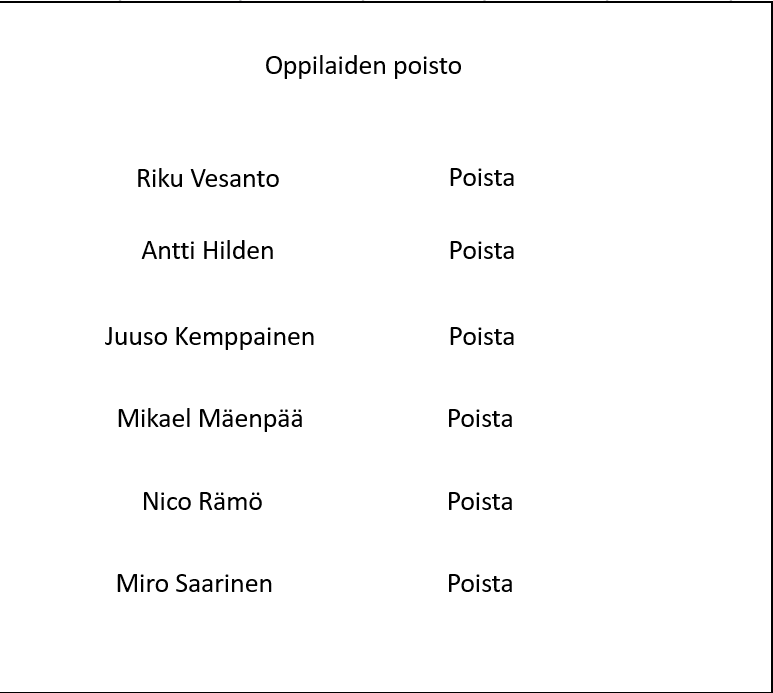 Oppilaiden poisto
Riku Vesanto Poista
Antti Hilden Poista
Juuso Kemppainen Poista
Mikael Mäenpää Poista
Nico Rämö Poista
Miro Saarinen Poista